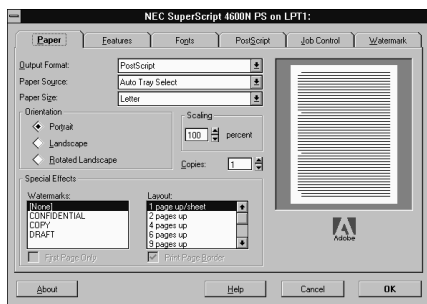 NEC SuperScript 4600N PS on LPT1:
Paper Features Fonts PostScript Job Control Watermark
Output Format: PostScript
Paper Source: Auto Tray Select
Paper Size: Letter
Orientation
Portrait
Landscape
Rotated Landscape
Scaling
100 percent
Copies: 1
Special Effects
Watermarks:
[None]
CONFIDENTIAL
COPY
DRAFT
First Page Only
Layout:
1 page up/sheet
2 pages up
4 pages up
6 pages up
9 pages up
Print Page Border
Adobe
About Help Cancel OK